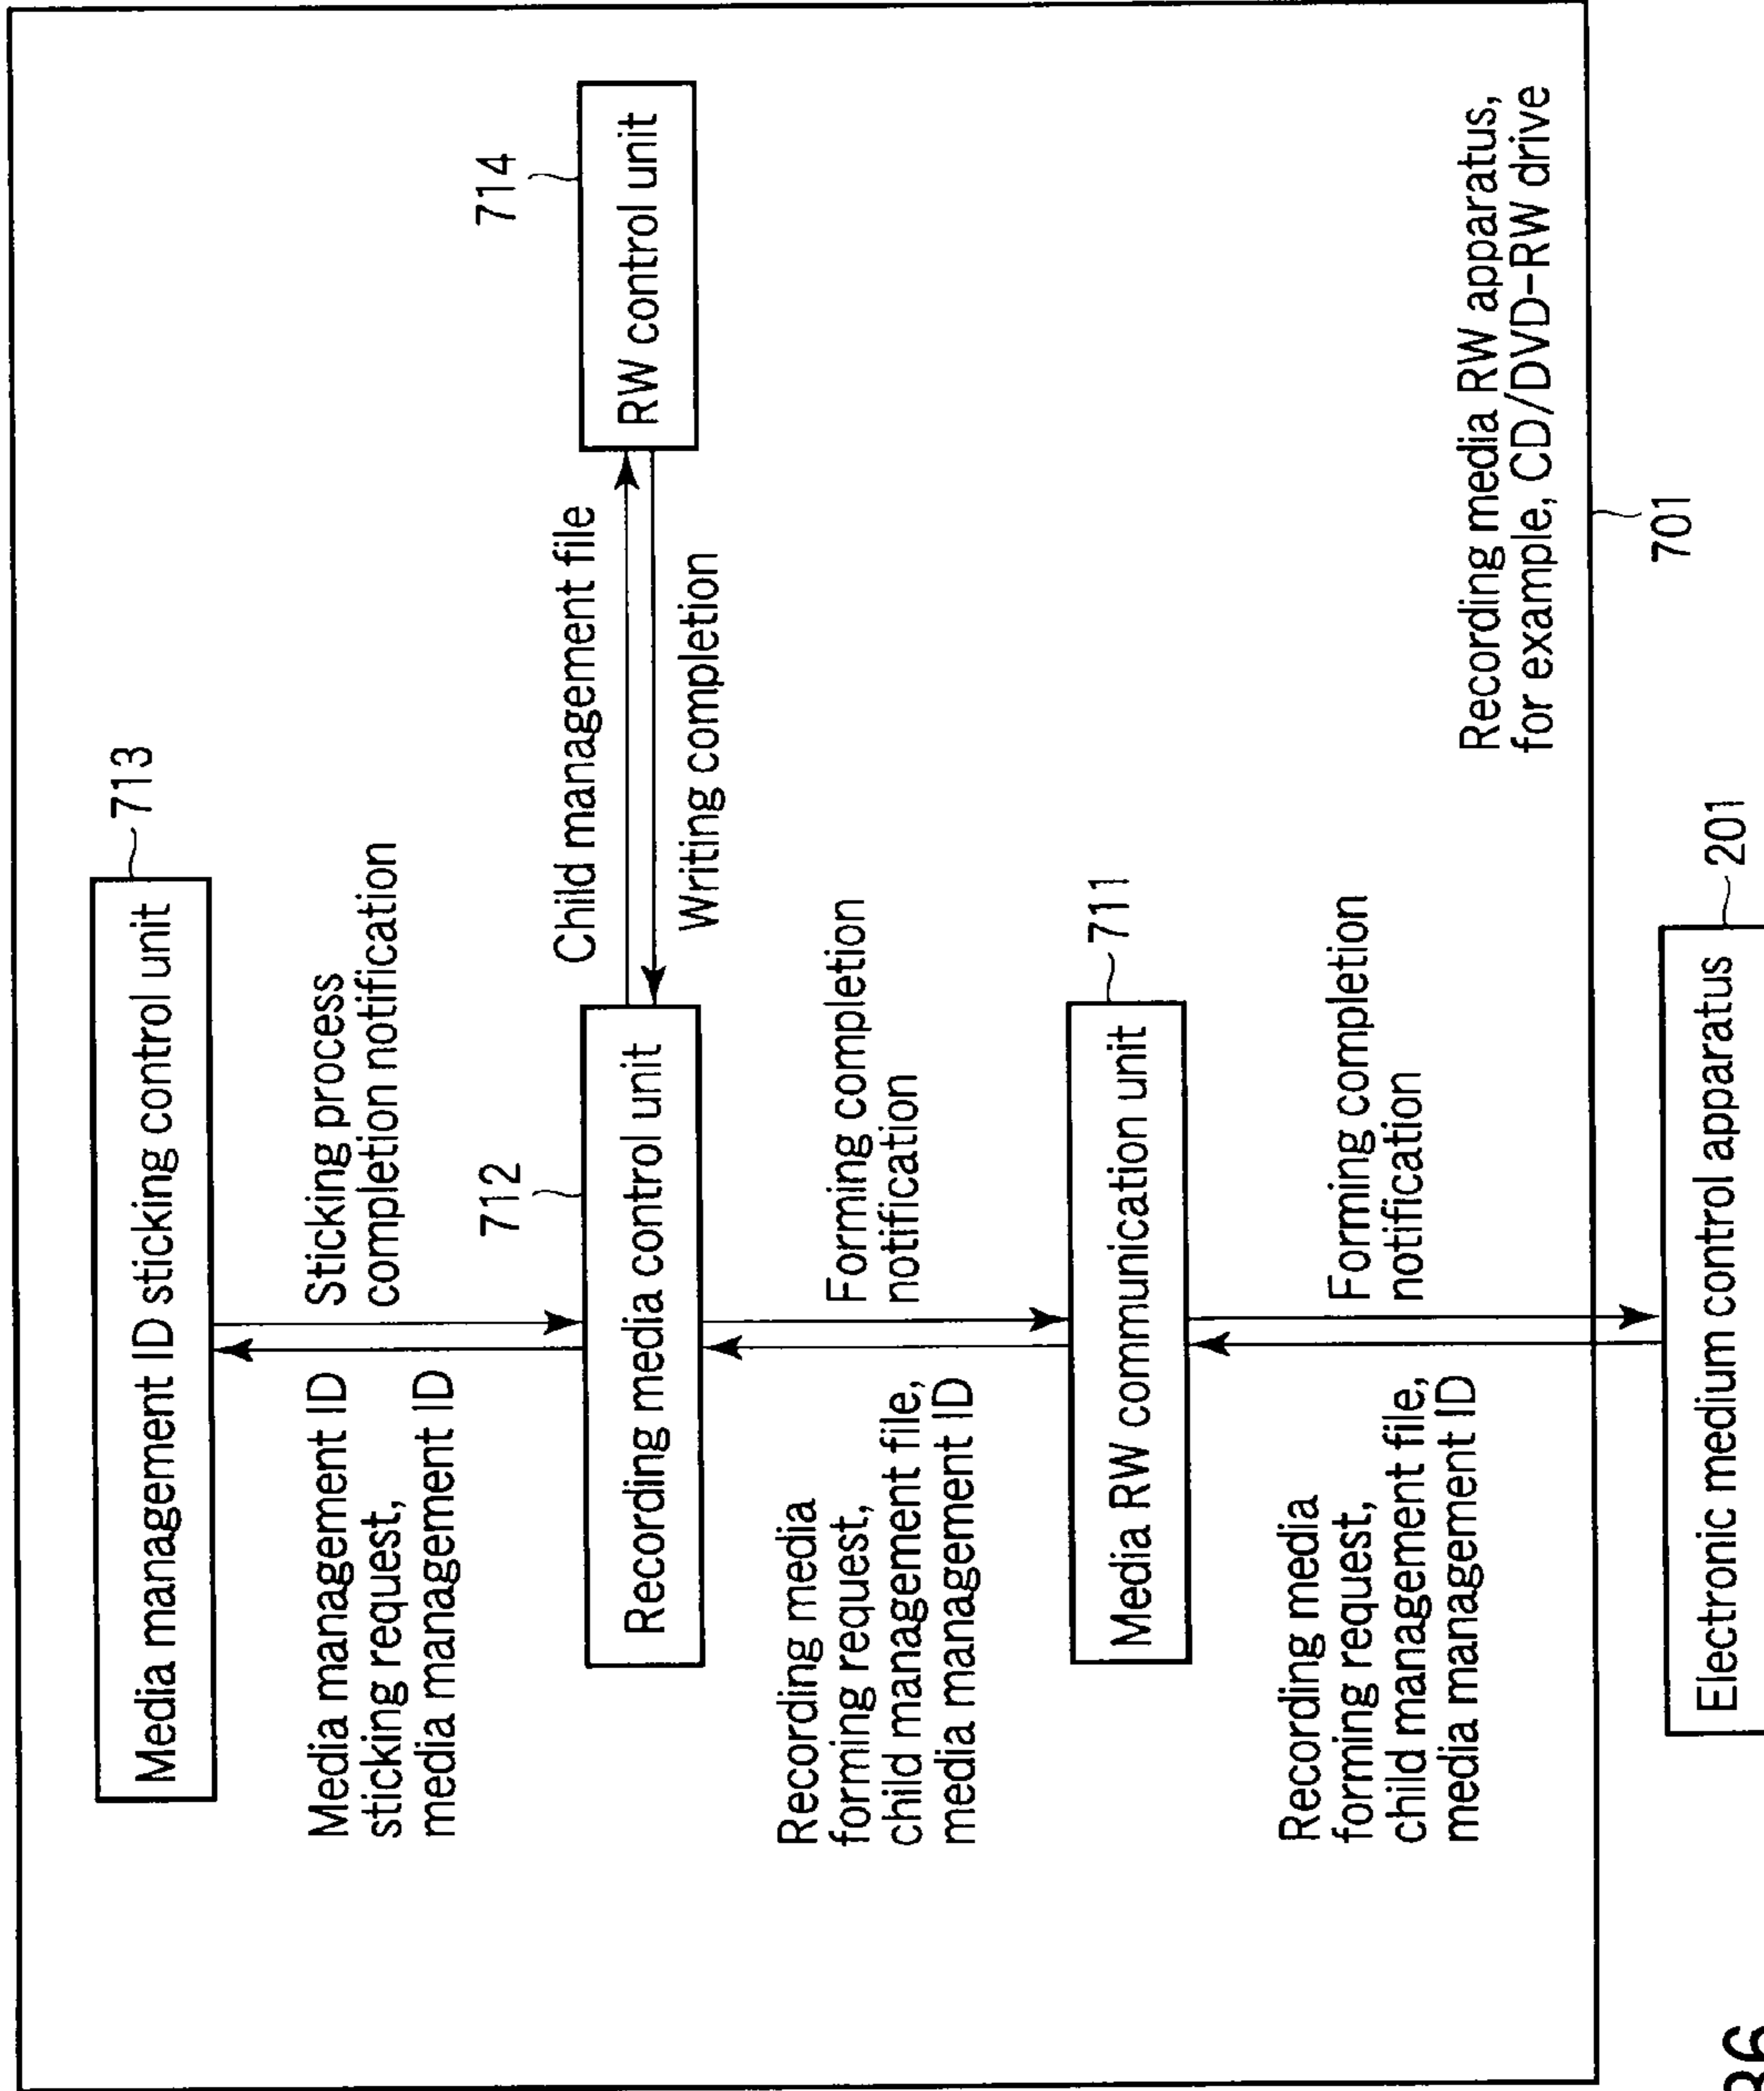 Media management ID sticking control unit
713
Media management ID
sticking request,
media management ID
Sticking process
completion notification
712
Recording media control unit
Child management file
Writing completion
714
RW control unit
Recording media
forming request,
child management file,
media management ID
Forming completion
notification
711
Media RW communication unit
Recording media
forming request,
child management file,
media management ID
Forming completion
notification
Recording media RW apparatus,
for example, CD/DVD-RW drive
701
201
Electronic medium control apparatus